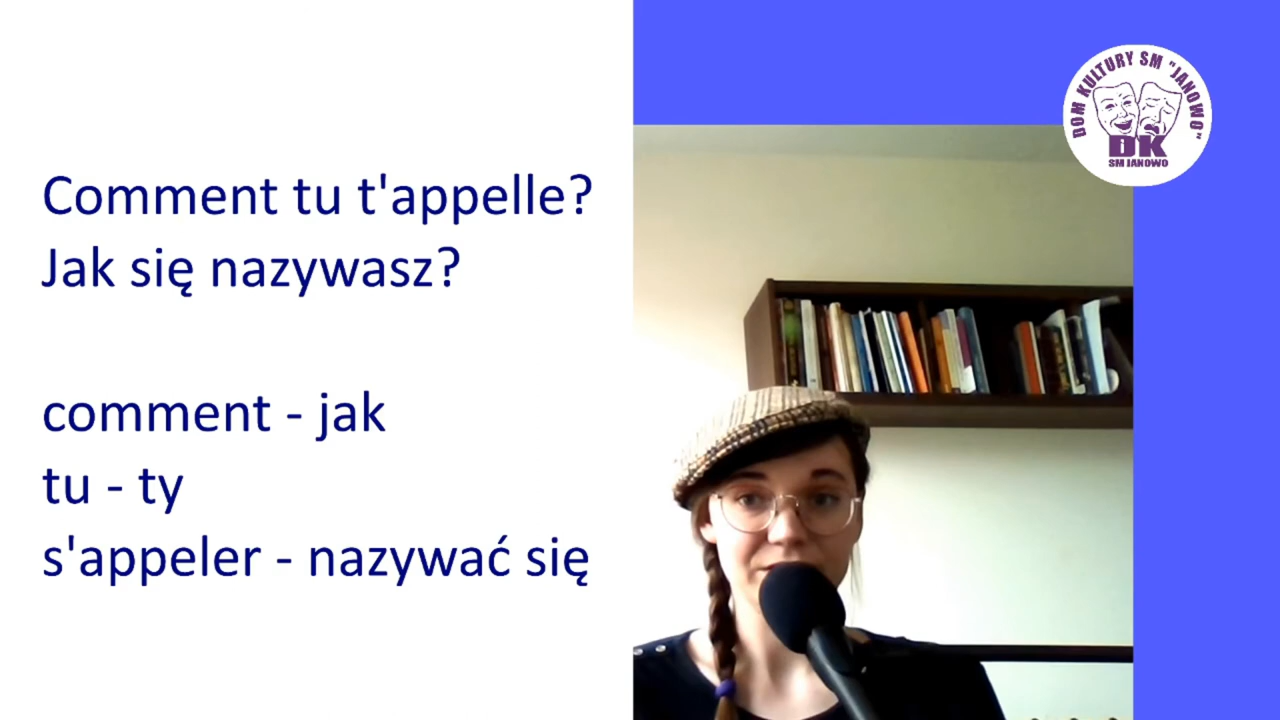 Comment tu t'appelle?
Jak się nazywasz?
comment - jak
tu - ty
s'appeler - nazywać się
DOM KULTURY SM "JANOWO"
DK
SM JANOWO